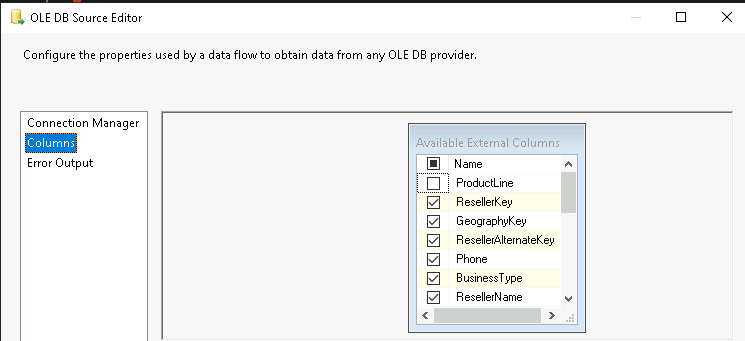 OLE DB Source Editor
Configure the properties used by a data flow to obtain data from any OLE DB provider.
Connection Manager
Columns
Error Output
Available External Columns
Name
ProductLine
ResellerKey
GeographyKey
ResellerAlternateKey
Phone
BusinessType
ResellerName